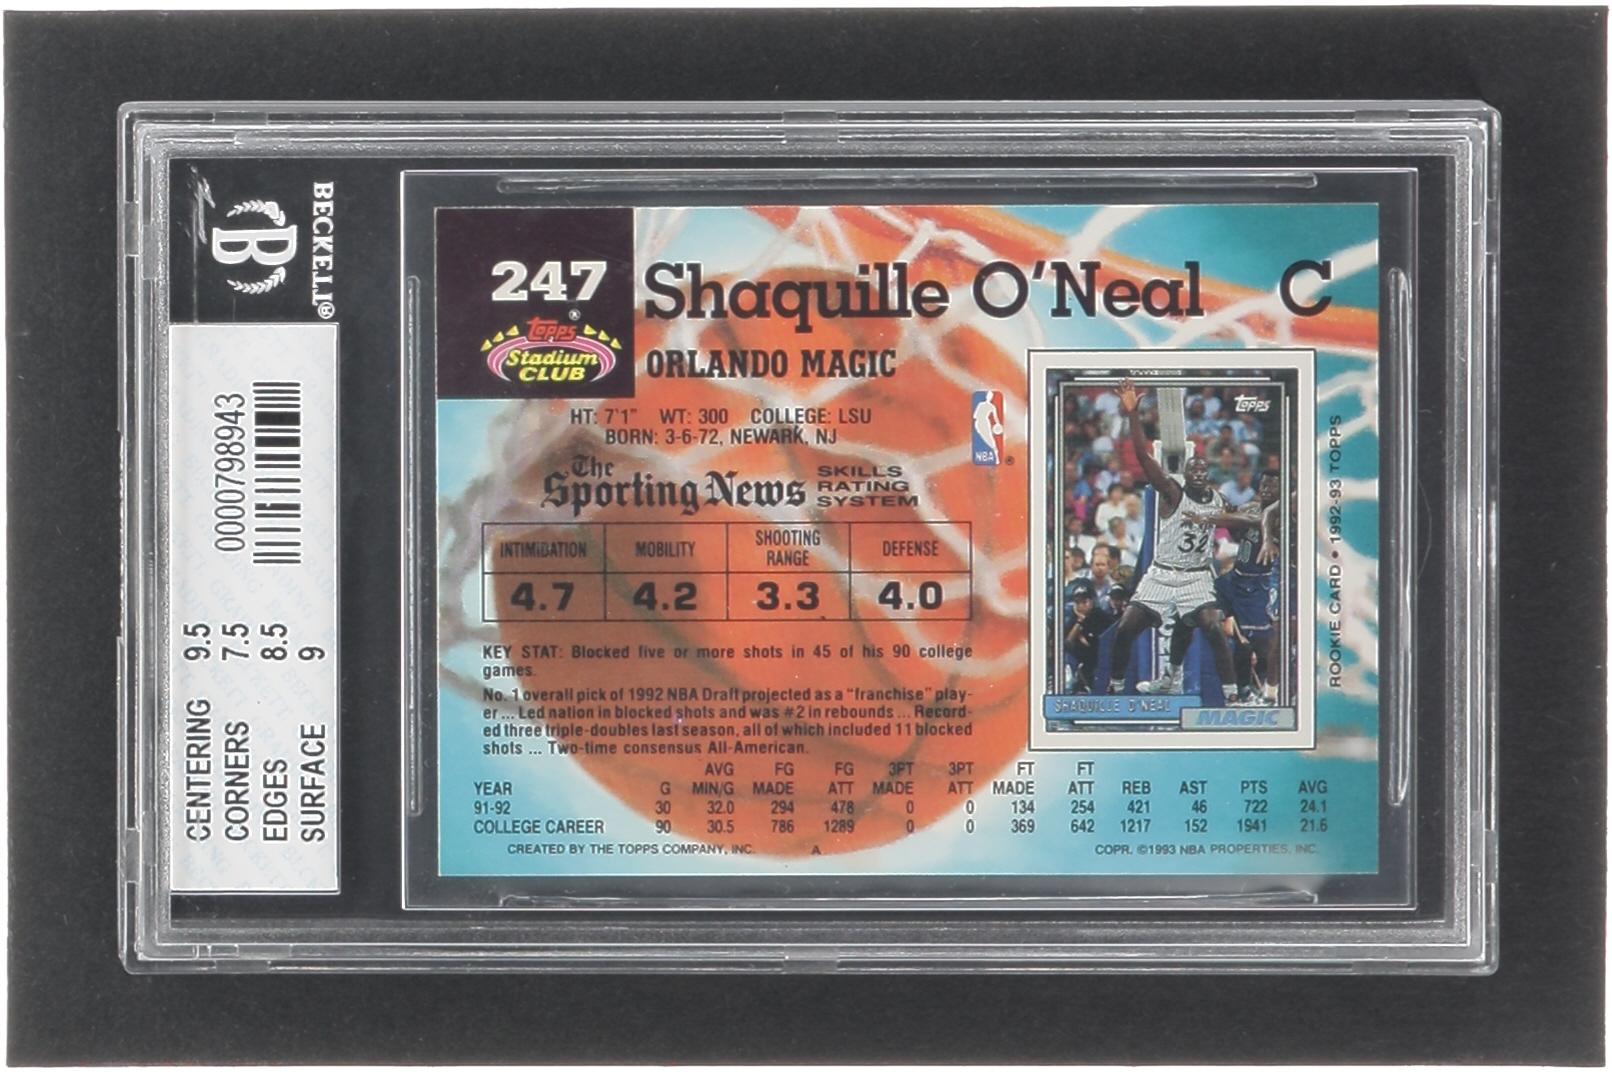 BECKETT®
B
0000798943
CENTERING 9.5
CORNERS 7.5
EDGES 8.5
SURFACE 9
247
Topps®
Stadium
CLUB
Shaquille O'Neal C
ORLANDO MAGIC
HT: 7'1" WT: 300 COLLEGE: LSU
BORN: 3-6-72, NEWARK, NJ
NBA®
The
Sporting News
SKILLS
RATING
SYSTEM
INTIMIDATION MOBILITY SHOOTING RANGE DEFENSE
4.7 4.2 3.3 4.0
KEY STAT: Blocked five or more shots in 45 of his 90 college
games.
No. 1 overall pick of 1992 NBA Draft projected as a "franchise" play-
er ... Led nation in blocked shots and was #2 in rebounds ... Record-
ed three triple-doubles last season, all of which included 11 blocked
shots ... Two-time consensus All-American.
Topps
32
SHAQUILLE O'NEAL
MAGIC
ROOKIE CARD • 1992-93 TOPPS
YEAR G AVG MIN/G FG MADE FG ATT 3PT MADE 3PT ATT FT MADE FT ATT REB AST PTS AVG
91-92 30 32.0 294 478 0 0 134 254 421 46 722 24.1
COLLEGE CAREER 90 30.5 786 1289 0 0 369 642 1217 152 1941 21.6
CREATED BY THE TOPPS COMPANY, INC. A COPR. ©1993 NBA PROPERTIES, INC.